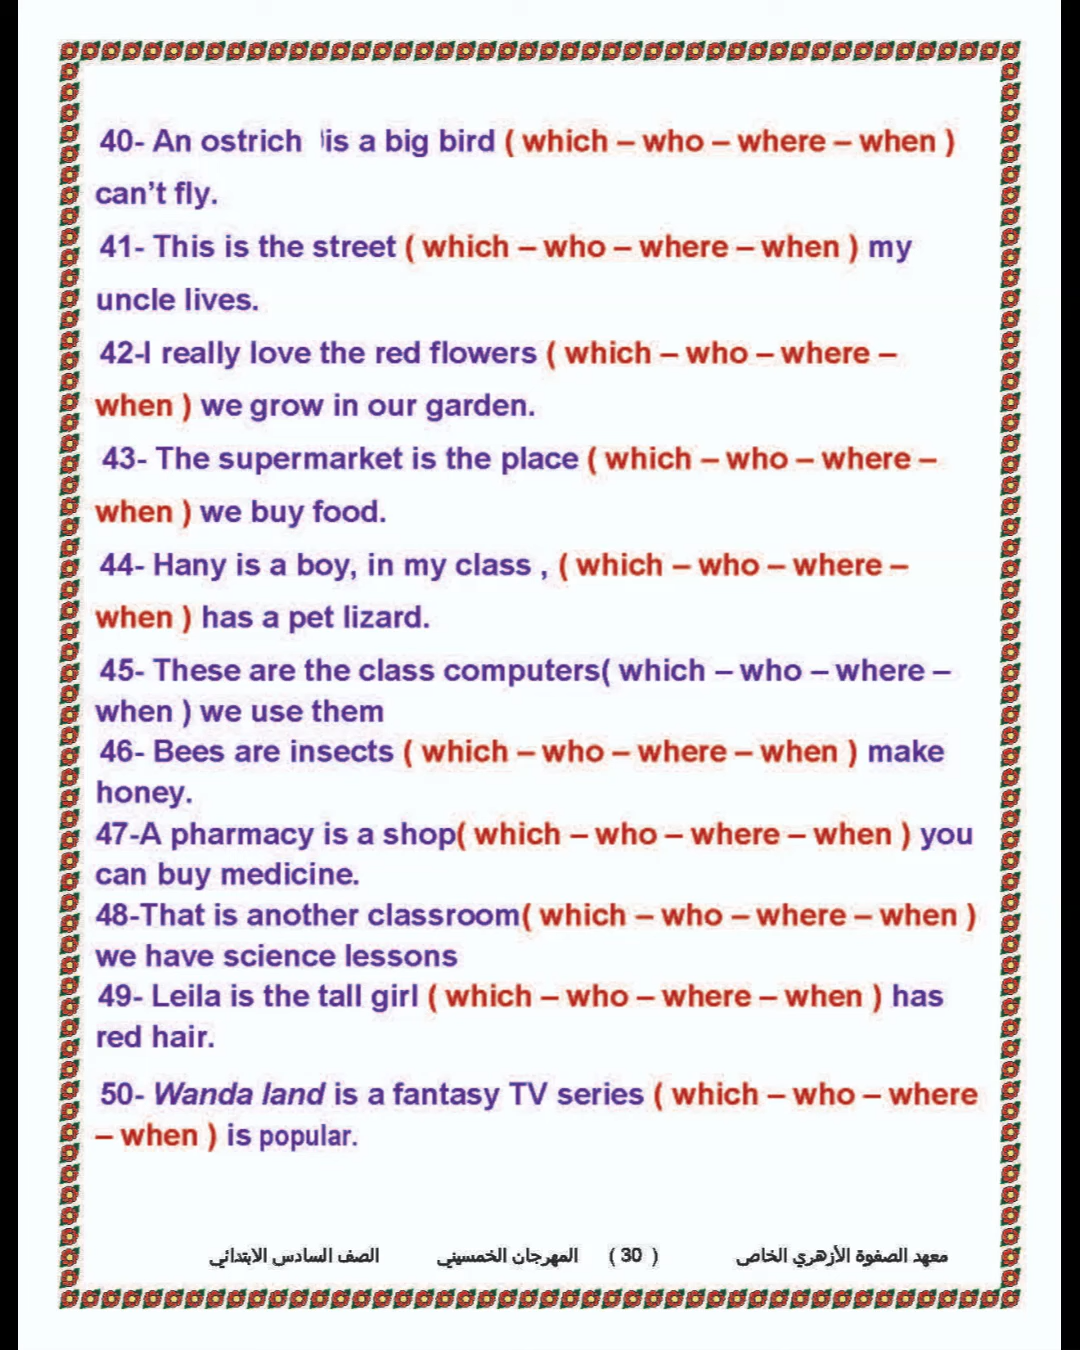 40- An ostrich is a big bird ( which – who – where – when )
can't fly.
41- This is the street ( which – who – where – when ) my
uncle lives.
42-I really love the red flowers ( which – who – where –
when ) we grow in our garden.
43- The supermarket is the place ( which – who – where –
when ) we buy food.
44- Hany is a boy, in my class , ( which – who – where –
when ) has a pet lizard.
45- These are the class computers( which – who – where –
when ) we use them
46- Bees are insects ( which – who – where – when ) make
honey.
47-A pharmacy is a shop( which – who – where – when ) you
can buy medicine.
48-That is another classroom( which – who – where – when )
we have science lessons
49- Leila is the tall girl ( which – who – where – when ) has
red hair.
50- Wanda land is a fantasy TV series ( which – who – where
– when ) is popular.
معهد الصفوة الأزهري الخاص ( 30 ) المهرجان الخمسيني الصف السادس الابتدائي